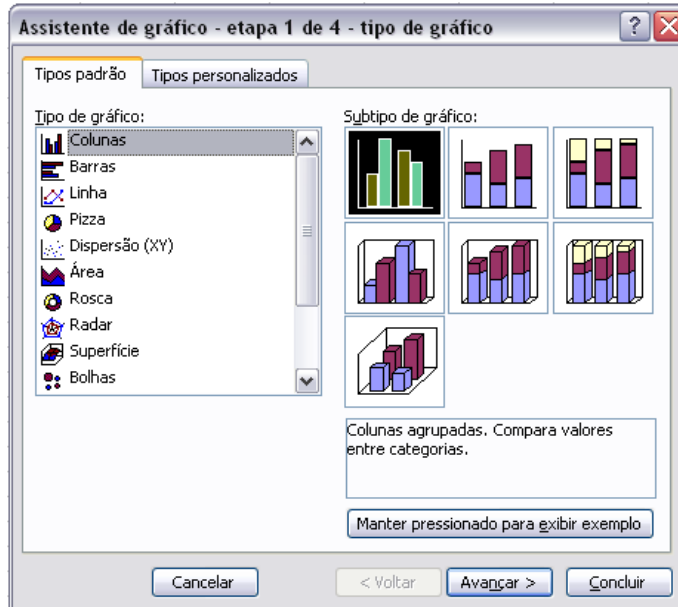 Assistente de gráfico - etapa 1 de 4 - tipo de gráfico
?
Tipos padrão
Tipos personalizados
Tipo de gráfico:
Colunas
Barras
Linha
Pizza
Dispersão (XY)
Área
Rosca
Radar
Superfície
Bolhas
Subtipo de gráfico:
Colunas agrupadas. Compara valores
entre categorias.
Manter pressionado para exibir exemplo
Cancelar
< Voltar
Avançar >
Concluir